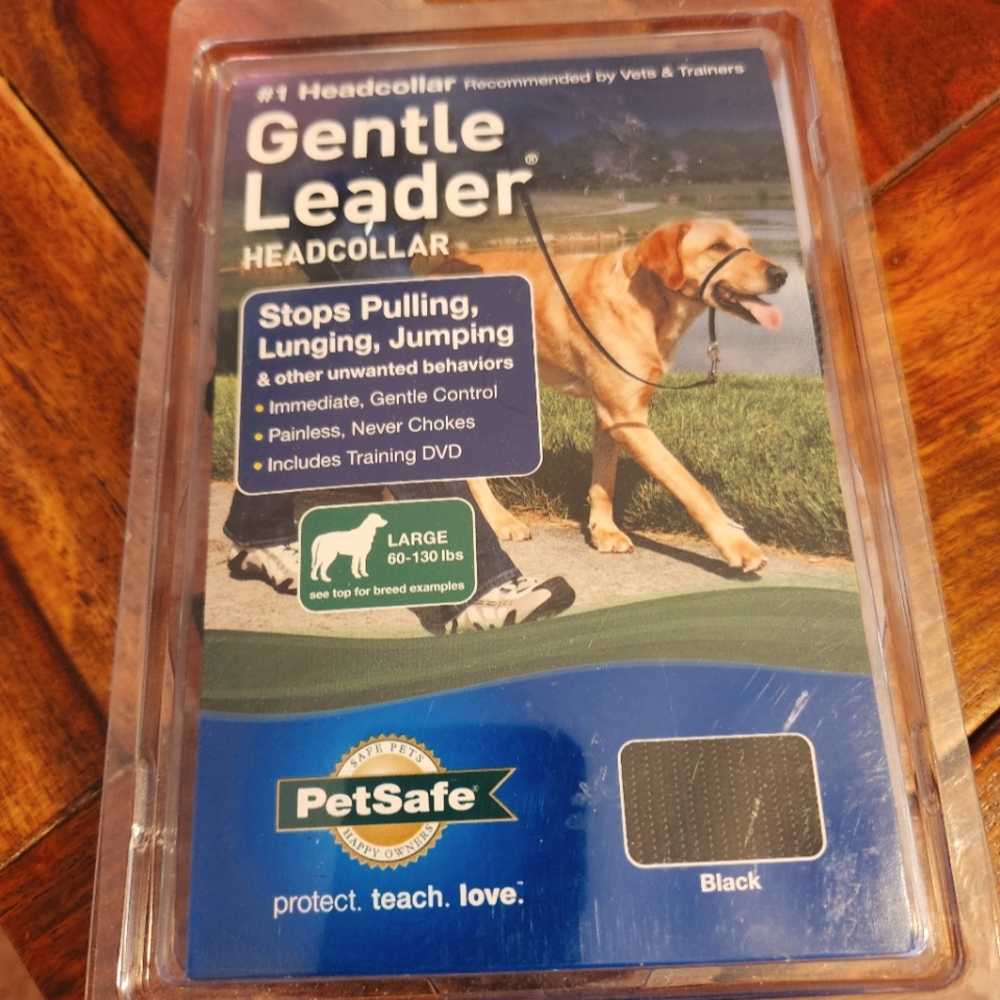 #1 Headcollar Recommended by Vets & Trainers
Gentle
Leader®
HEADCOLLAR
Stops Pulling,
Lunging, Jumping
& other unwanted behaviors
• Immediate, Gentle Control
• Painless, Never Chokes
• Includes Training DVD
LARGE
60-130 lbs
see top for breed examples
SAFE PETS
PetSafe®
HAPPY OWNERS
protect. teach. love.™
Black